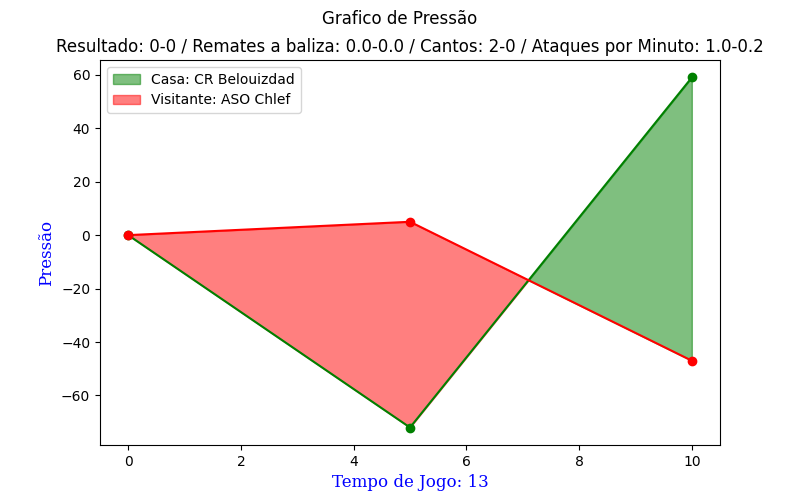 Grafico de Pressão
Resultado: 0-0 / Remates a baliza: 0.0-0.0 / Cantos: 2-0 / Ataques por Minuto: 1.0-0.2
Casa: CR Belouizdad
Visitante: ASO Chlef
60
40
20
0
−20
−40
−60
Pressão
0 2 4 6 8 10
Tempo de Jogo: 13